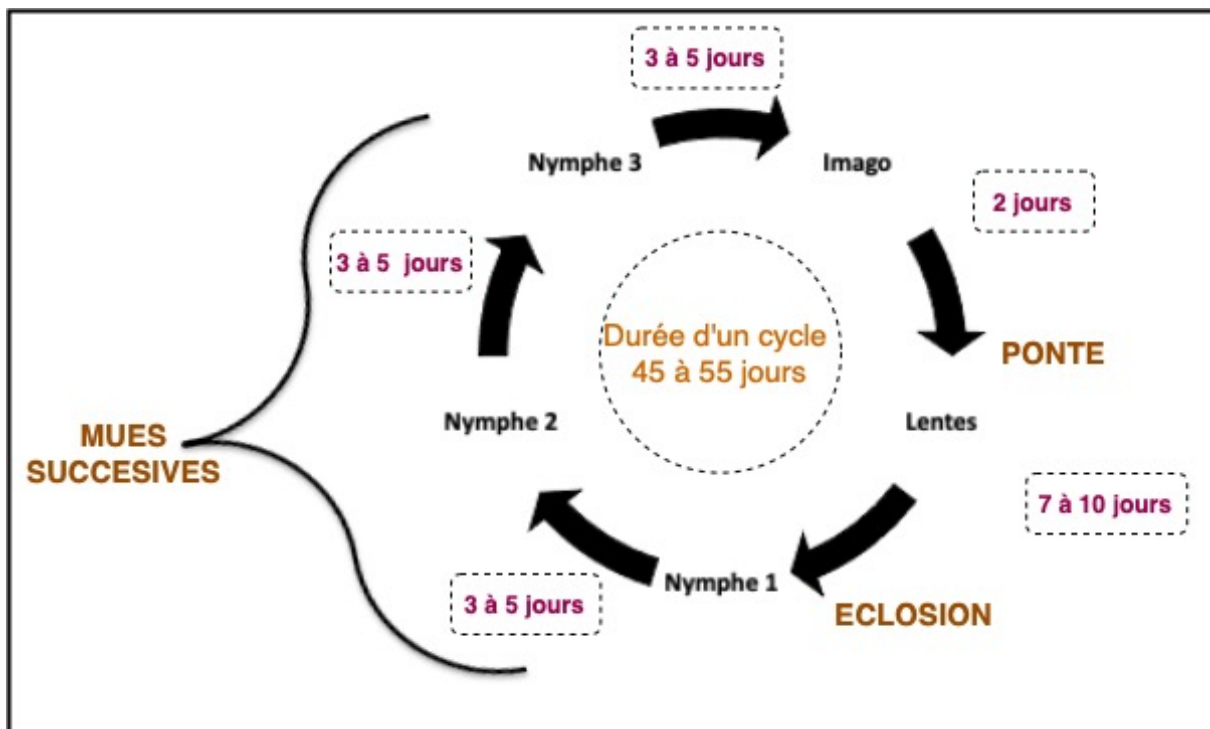 3 à 5 jours
Nymphe 3
Imago
2 jours
3 à 5 jours
Durée d'un cycle
45 à 55 jours
PONTE
Nymphe 2
Lentes
MUES
SUCCESIVES
7 à 10 jours
Nymphe 1
3 à 5 jours
ECLOSION